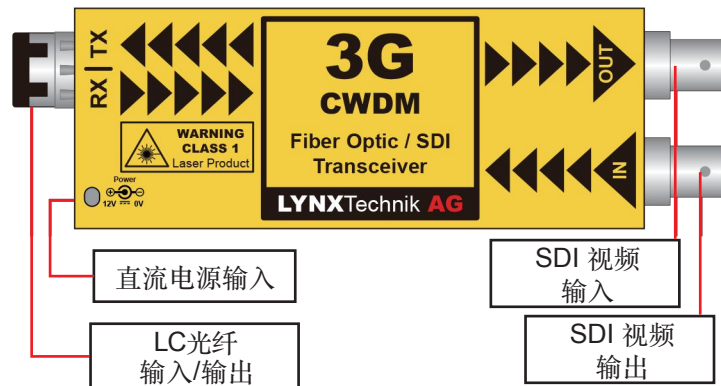 TX
RX
3G
CWDM
Fiber Optic / SDI
Transceiver
LYNXTechnik AG
WARNING
CLASS 1
Laser Product
Power
12V 0V
OUT
IN
直流电源输入
LC光纤
输入/输出
SDI 视频
输入
SDI 视频
输出